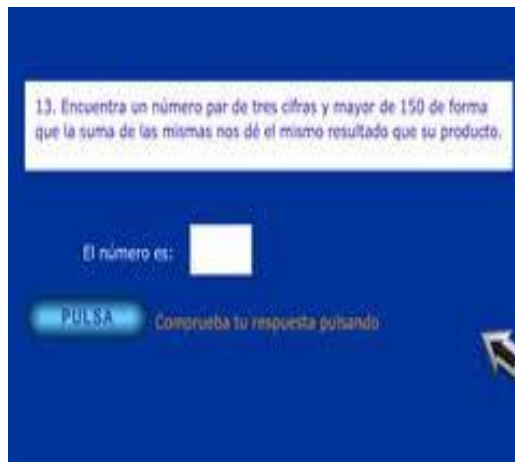 13. Encuentra un número par de tres cifras y mayor de 150 de forma
que la suma de las mismas nos dé el mismo resultado que su producto.
El número es:
PULSA
Comprueba tu respuesta pulsando